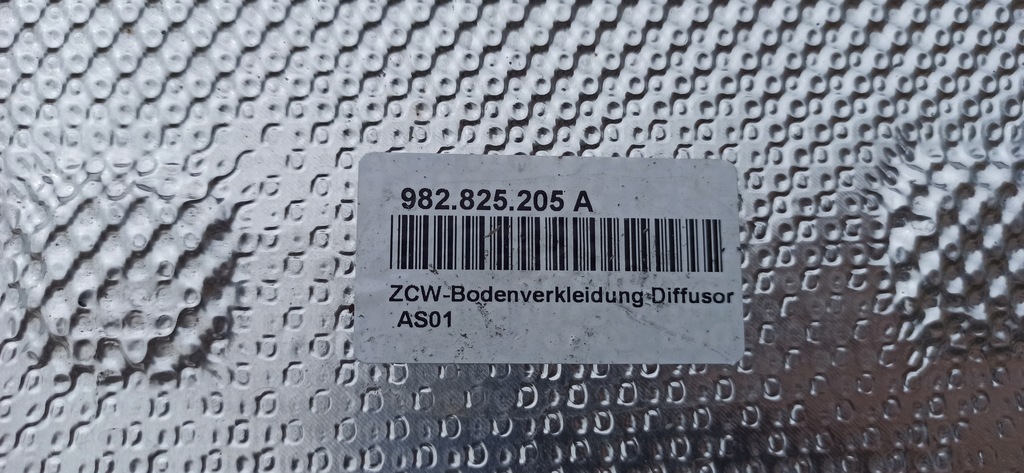 982.825.205 A
ZCW-Bodenverkleidung Diffusor
AS01